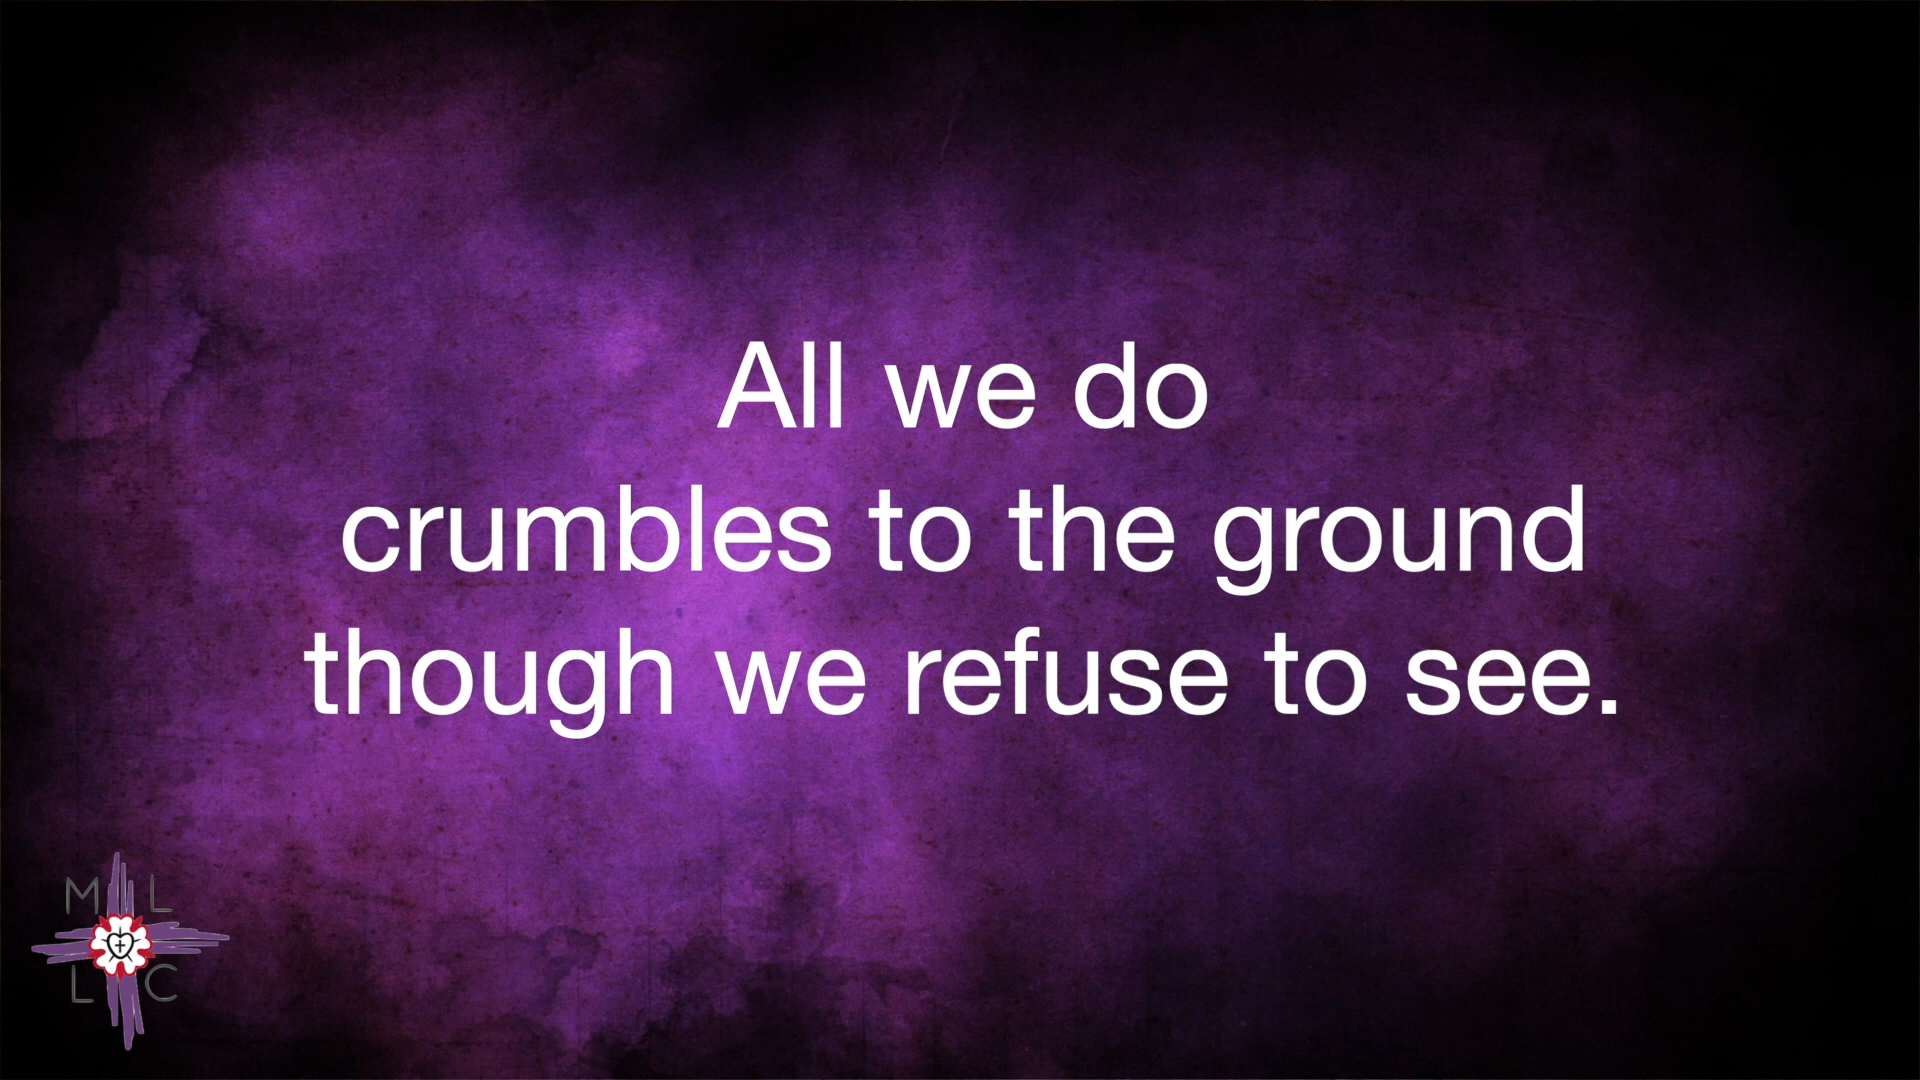 All we do
crumbles to the ground
though we refuse to see.
M L
L C